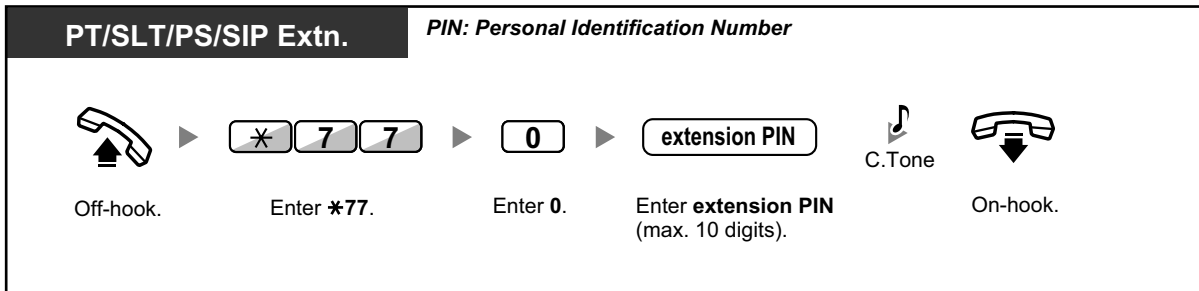 PT/SLT/PS/SIP Extn.
PIN: Personal Identification Number
* 7 7
0
extension PIN
C.Tone
Off-hook.
Enter *77.
Enter 0.
Enter extension PIN
(max. 10 digits).
On-hook.